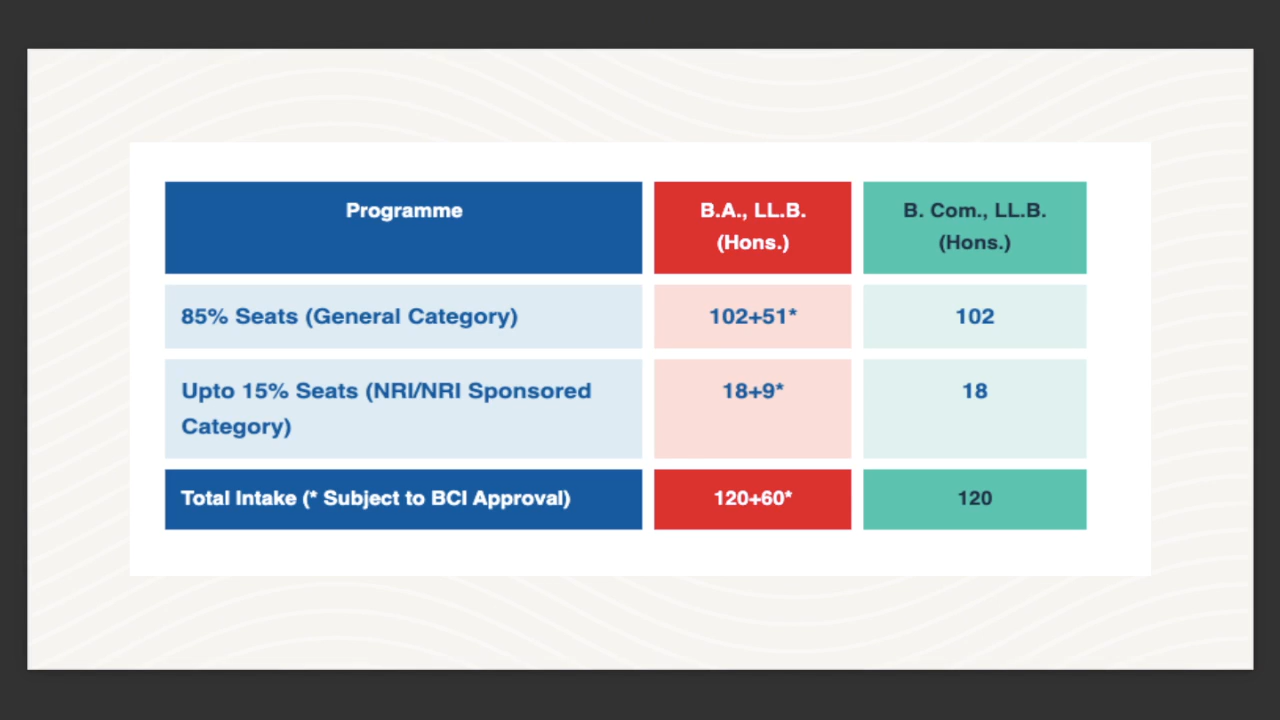 Programme
B.A., LL.B.
(Hons.)
B. Com., LL.B.
(Hons.)
85% Seats (General Category)
102+51*
102
Upto 15% Seats (NRI/NRI Sponsored
Category)
18+9*
18
Total Intake (* Subject to BCI Approval)
120+60*
120